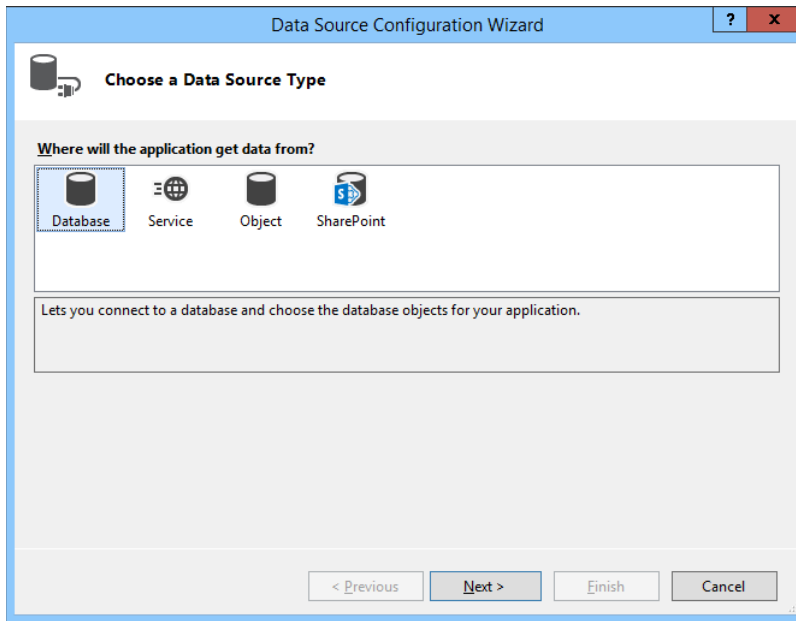 Data Source Configuration Wizard
?
x
Choose a Data Source Type
Where will the application get data from?
Database Service Object SharePoint
Lets you connect to a database and choose the database objects for your application.
< Previous Next > Finish Cancel